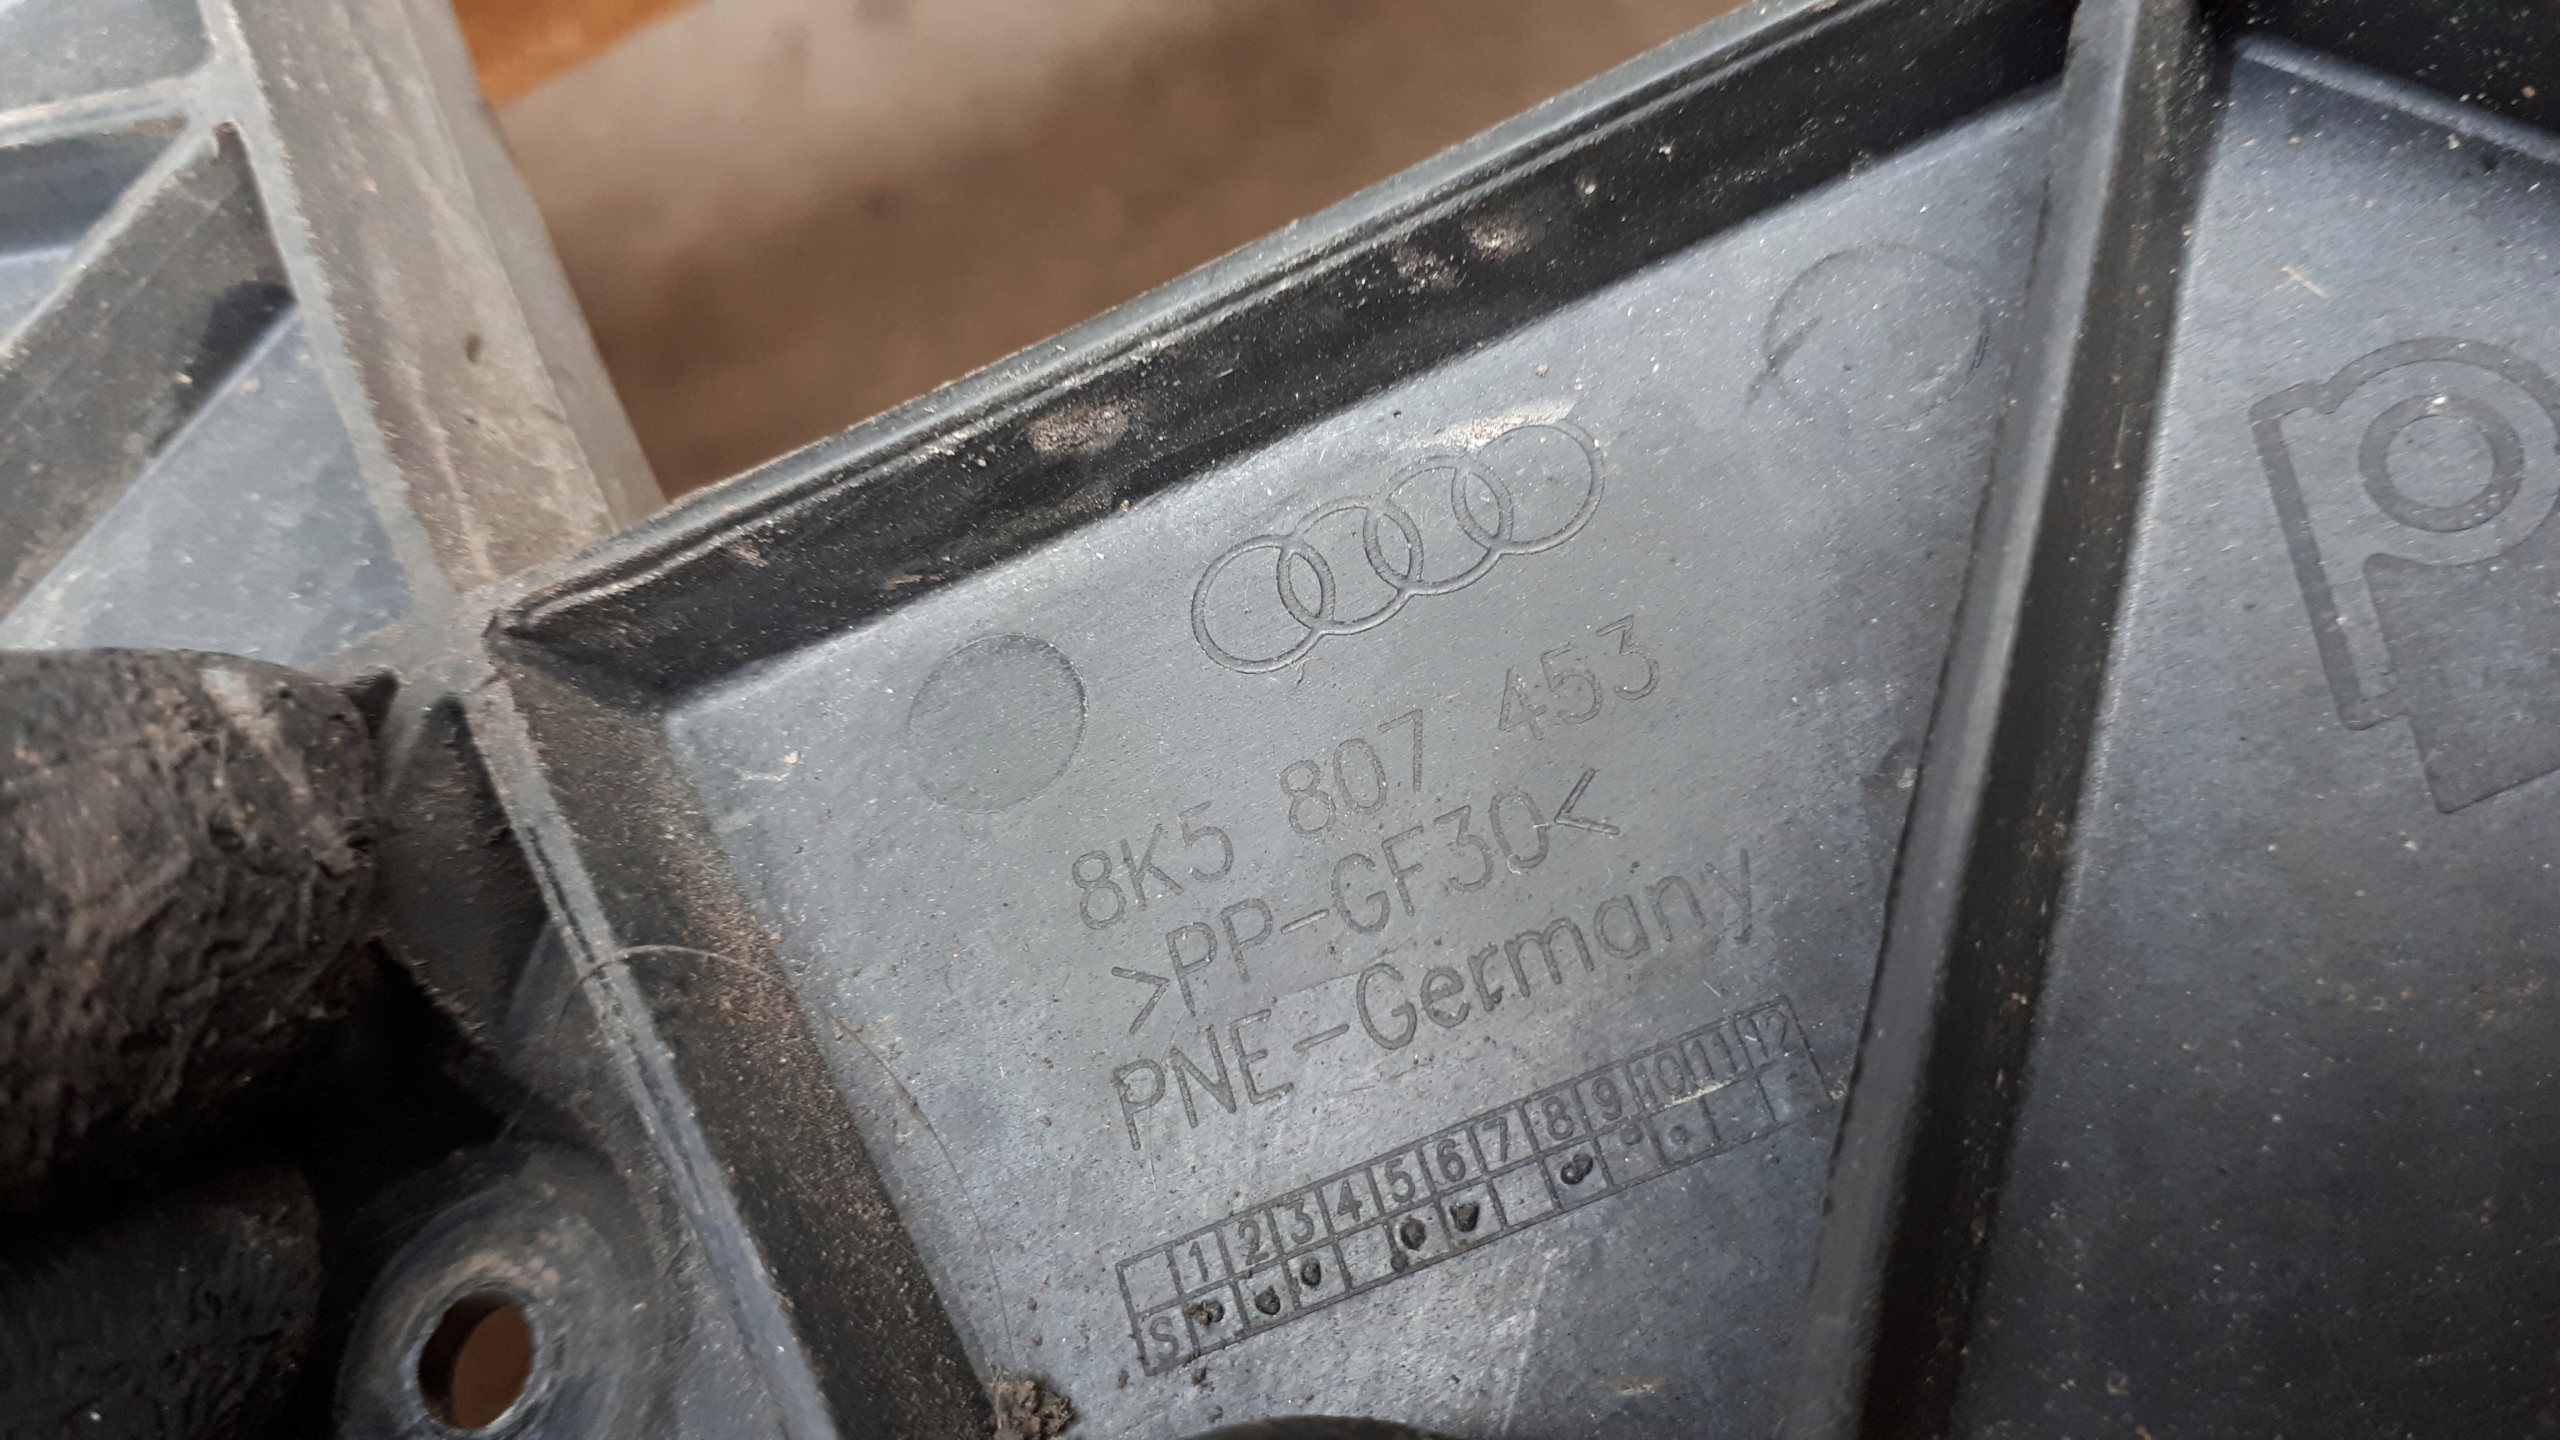 8K5 807 453
>PP-GF30<
PNE-Germany
1 2 3 4 5 6 7 8 9 10 11 12
S